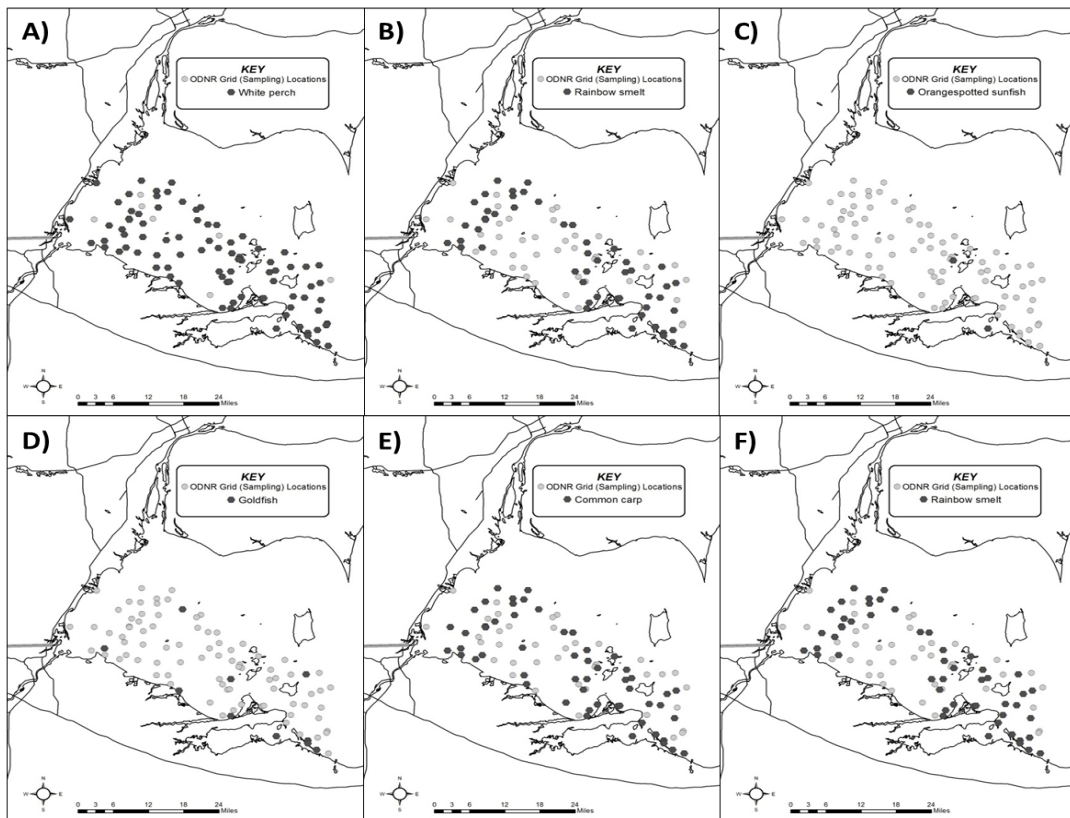 A)
KEY
ODNR Grid (Sampling) Locations
White perch
N
W E
S
0 3 6 12 18 24
Miles
B)
KEY
ODNR Grid (Sampling) Locations
Rainbow smelt
N
W E
S
0 3 6 12 18 24
Miles
C)
KEY
ODNR Grid (Sampling) Locations
Orangespotted sunfish
N
W E
S
0 3 6 12 18 24
Miles
D)
KEY
ODNR Grid (Sampling) Locations
Goldfish
N
W E
S
0 3 6 12 18 24
Miles
E)
KEY
ODNR Grid (Sampling) Locations
Common carp
N
W E
S
0 3 6 12 18 24
Miles
F)
KEY
ODNR Grid (Sampling) Locations
Rainbow smelt
N
W E
S
0 3 6 12 18 24
Miles